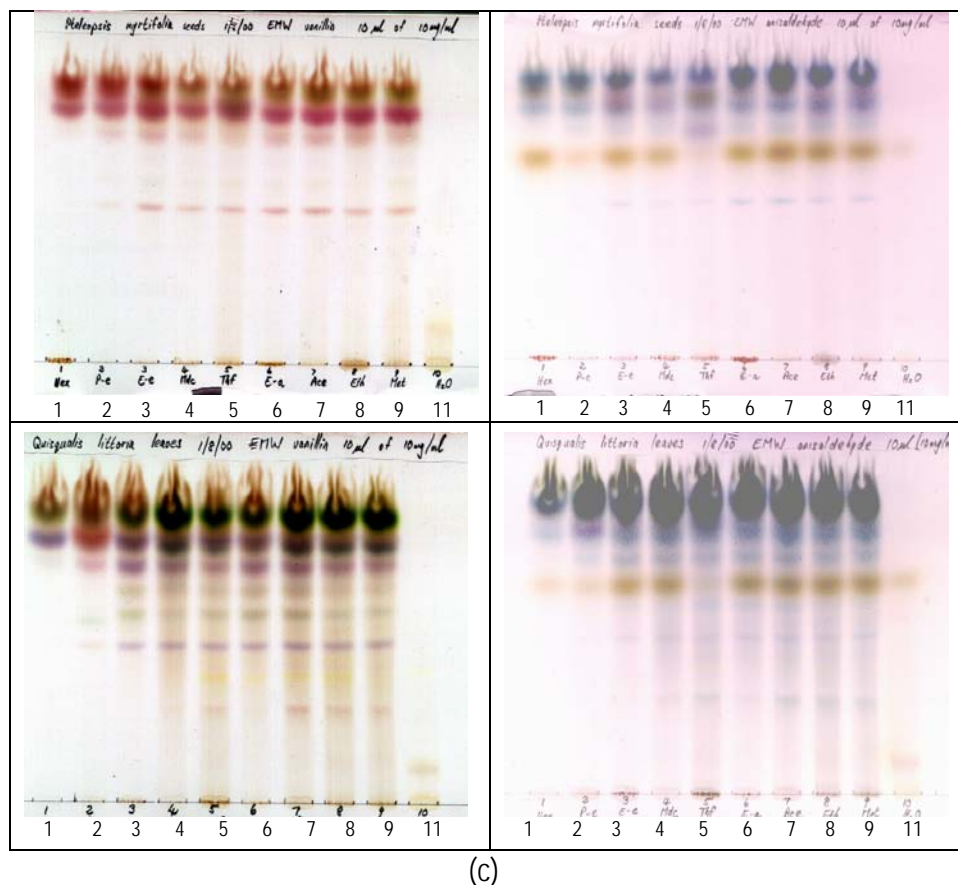 Pteleopsis myrtifolia seeds 1/8/00 EMW vanillin 10 µl of 10mg/ml
1 2 3 4 5 6 7 8 9 10
Hex P-e E-e Mdc Thf E-a Ace Eth Met H₂O
1 2 3 4 5 6 7 8 9 11
Pteleopsis myrtifolia seeds 1/8/00 EMW anisaldehyde 10 µl of 10mg/ml
1 2 3 4 5 6 7 8 9 10
Hex P-e E-e Mdc Thf E-a Ace Eth Met H₂O
1 2 3 4 5 6 7 8 9 11
Quisqualis littoria leaves 1/8/00 EMW vanillin 10 µl of 10mg/ml
1 2 3 4 5 6 7 8 9 10
1 2 3 4 5 6 7 8 9 11
Quisqualis littoria leaves 1/8/00 EMW anisaldehyde 10 µl (10mg/m
1 2 3 4 5 6 7 8 9 10
Hex P-e E-e Mdc Thf E-a Ace Eth Met H₂O
1 2 3 4 5 6 7 8 9 11
(c)